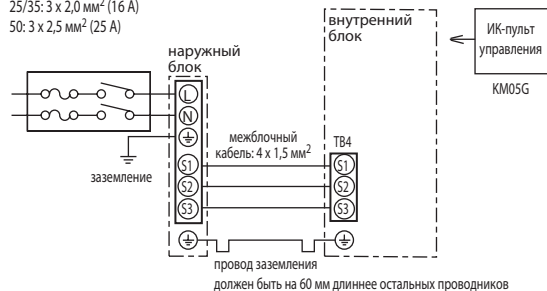 25/35: 3 x 2,0 мм² (16 А)
50: 3 x 2,5 мм² (25 А)
наружный
блок
внутренний
блок
ИК-пульт
управления
KM05G
L
N
заземление
межблочный
кабель: 4 x 1,5 мм²
TB4
S1
S2
S3
S1
S2
S3
провод заземления
должен быть на 60 мм длиннее остальных проводников